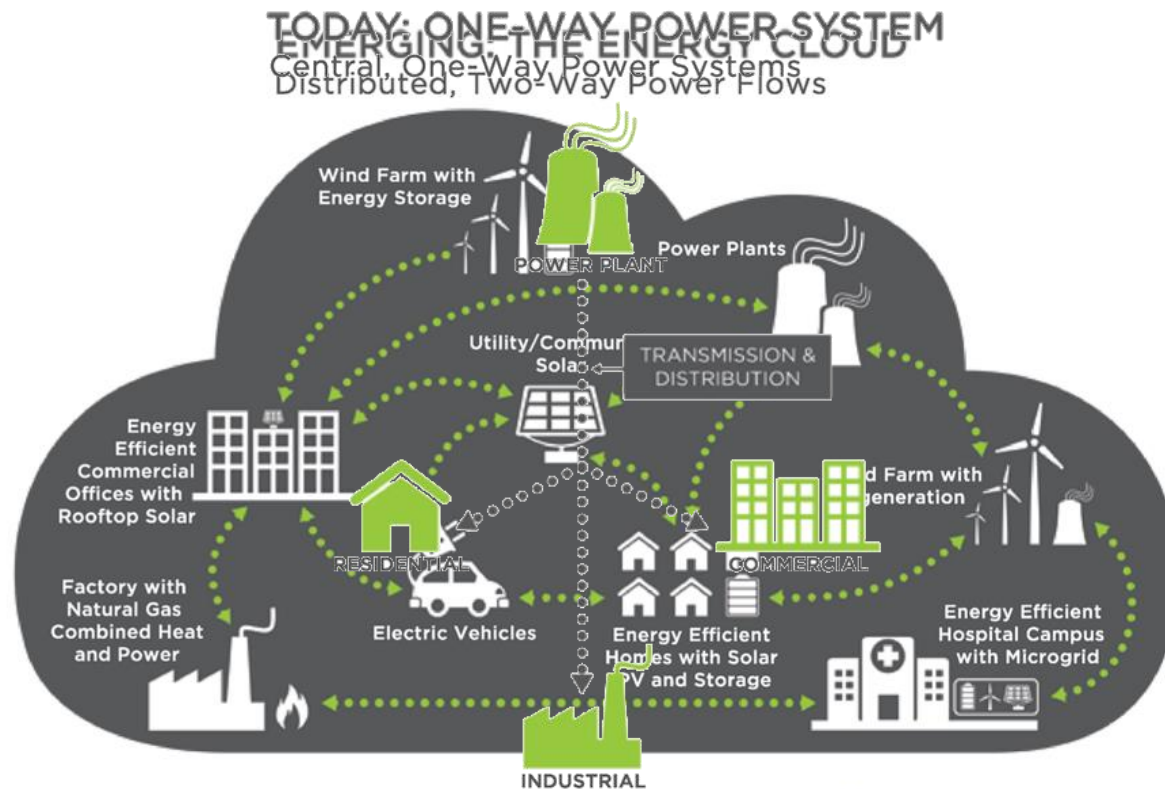 TODAY: ONE-WAY POWER SYSTEM
EMERGING: THE ENERGY CLOUD
Central, One-Way Power Systems
Distributed, Two-Way Power Flows
Wind Farm with
Energy Storage
POWER PLANT
Power Plants
Utility/Commun
Solar
TRANSMISSION &
DISTRIBUTION
Energy
Efficient
Commercial
Offices with
Rooftop Solar
Farm with
generation
RESIDENTIAL
COMMERCIAL
Factory with
Natural Gas
Combined Heat
and Power
Electric Vehicles
Energy Efficient
Homes with Solar
PV and Storage
Energy Efficient
Hospital Campus
with Microgrid
INDUSTRIAL